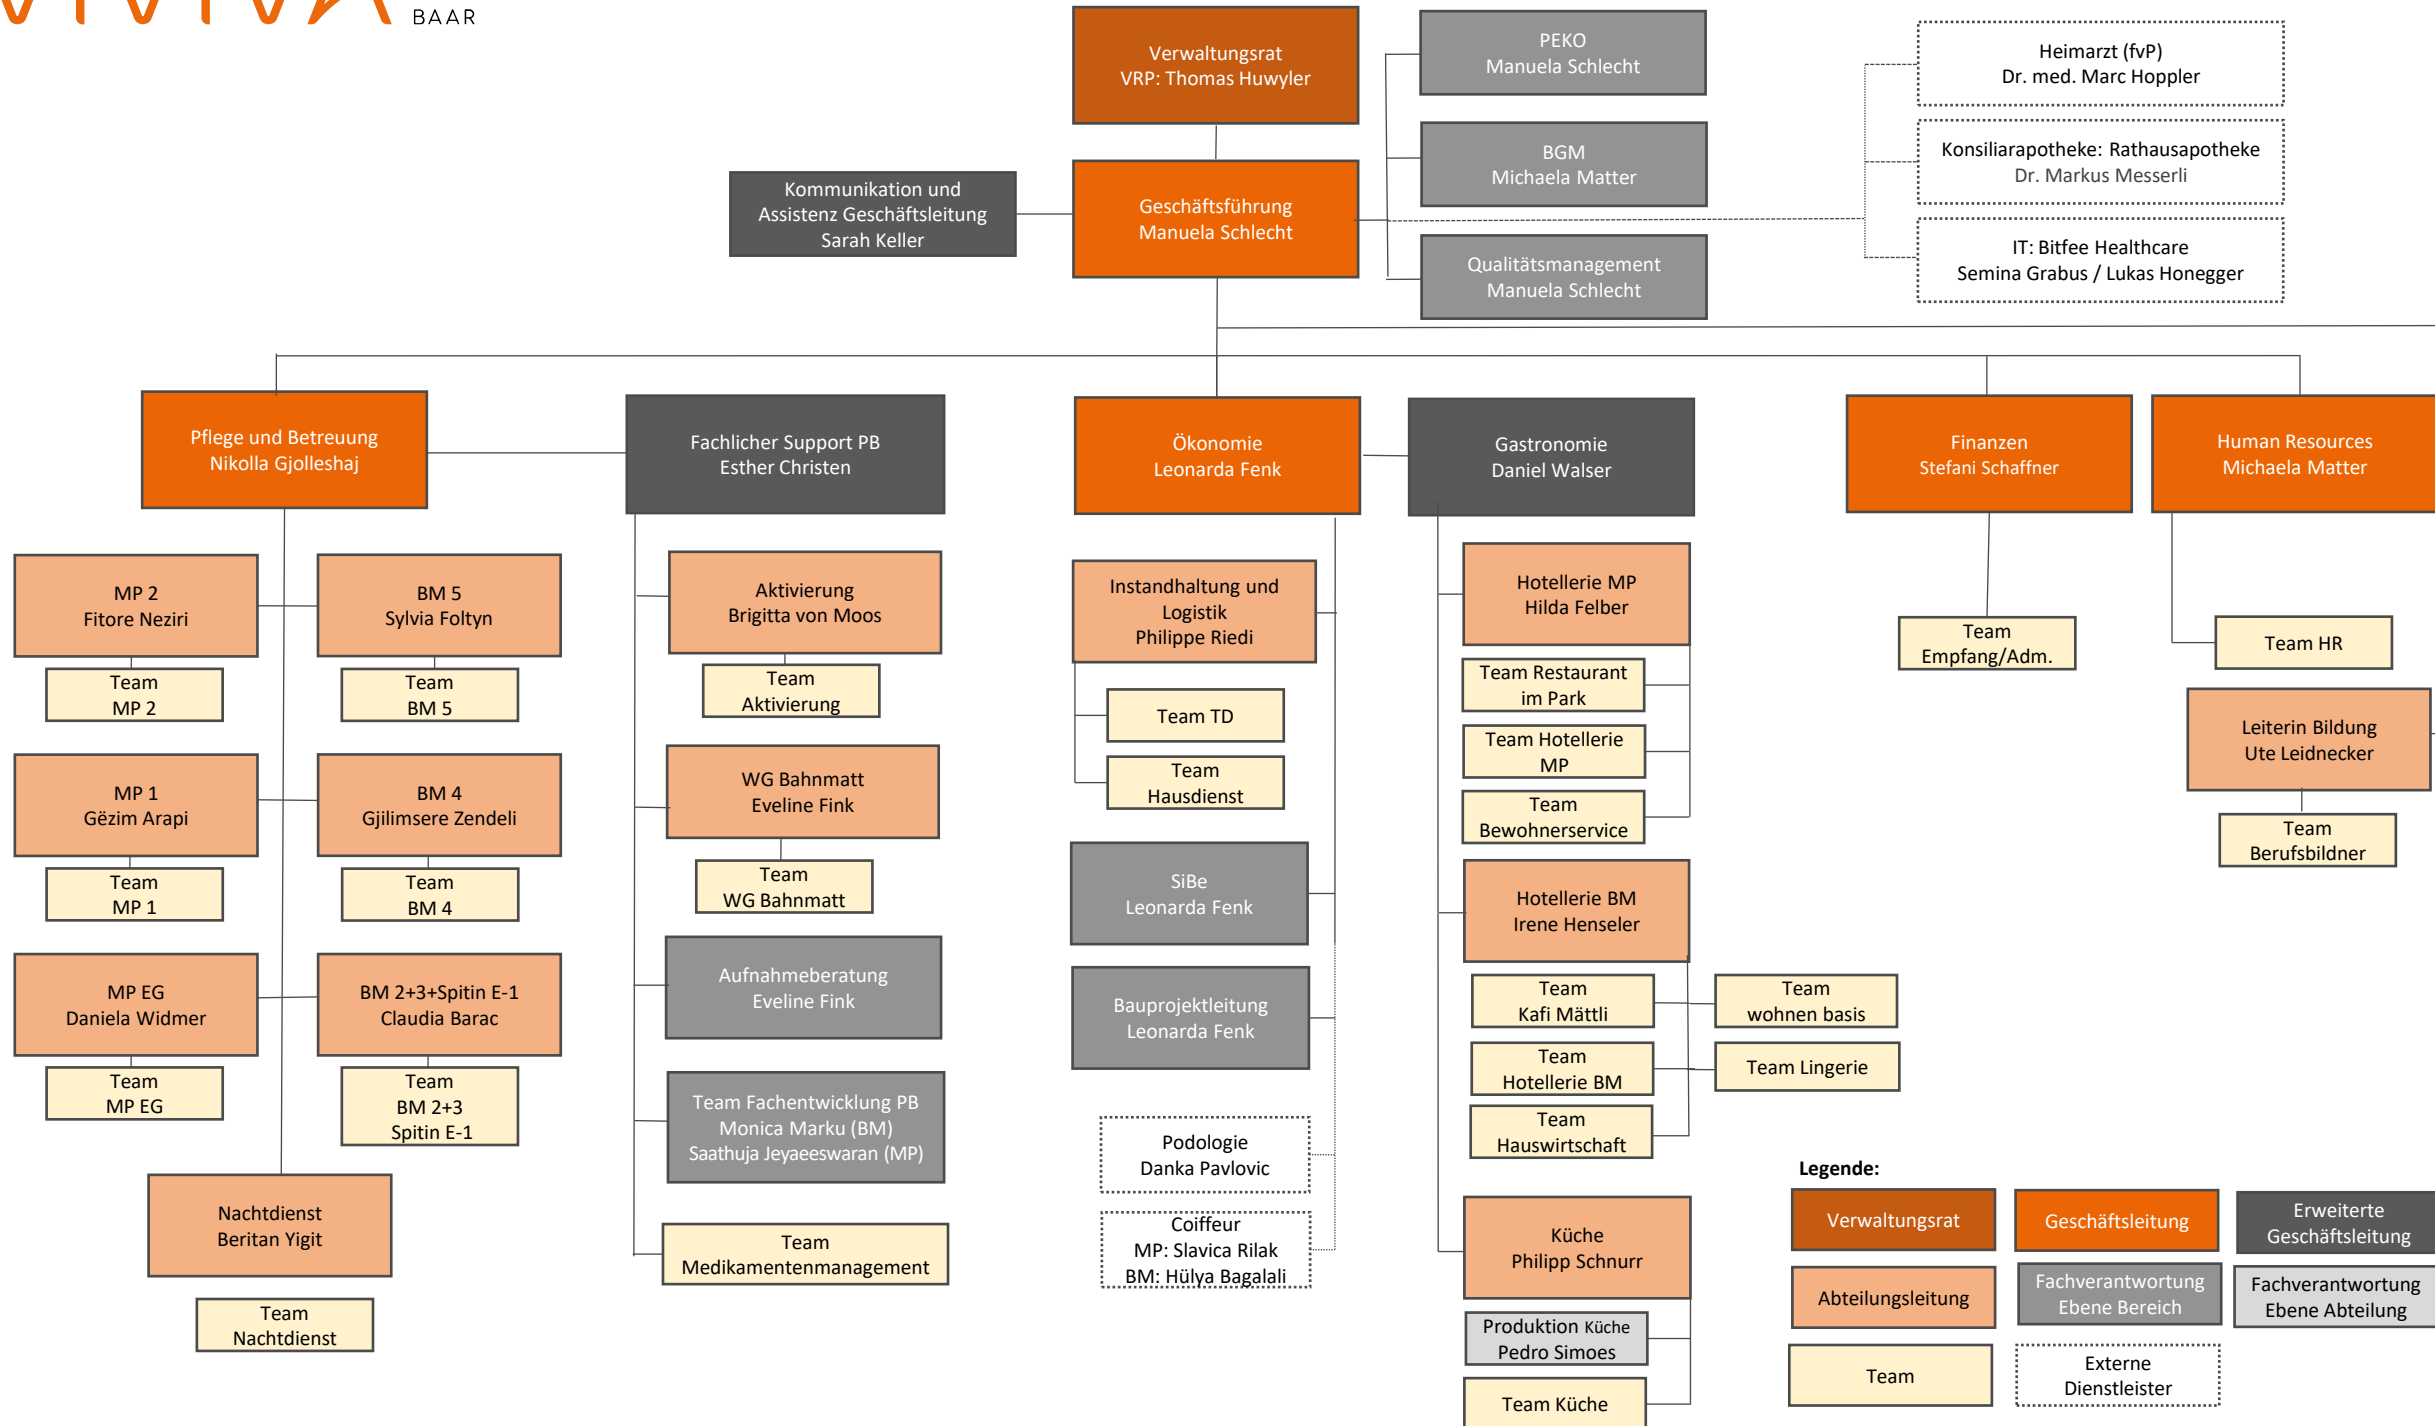 VIVIVA
BAAR
Verwaltungsrat
VRP: Thomas Huwyler
PEKO
Manuela Schlecht
Heimarzt (fvP)
Dr. med. Marc Hoppler
BGM
Michaela Matter
Konsiliarapotheke: Rathausapotheke
Dr. Markus Messerli
Kommunikation und
Assistenz Geschäftsleitung
Sarah Keller
Geschäftsführung
Manuela Schlecht
Qualitätsmanagement
Manuela Schlecht
IT: Bitfee Healthcare
Semina Grabus / Lukas Honegger
Pflege und Betreuung
Nikolla Gjolleshaj
Fachlicher Support PB
Esther Christen
Ökonomie
Leonarda Fenk
Gastronomie
Daniel Walser
Finanzen
Stefani Schaffner
Human Resources
Michaela Matter
MP 2
Fitore Neziri
Team
MP 2
BM 5
Sylvia Foltyn
Team
BM 5
MP 1
Gëzim Arapi
Team
MP 1
BM 4
Gjilimsere Zendeli
Team
BM 4
MP EG
Daniela Widmer
Team
MP EG
BM 2+3+Spitin E-1
Claudia Barac
Team
BM 2+3
Spitin E-1
Nachtdienst
Beritan Yigit
Team
Nachtdienst
Aktivierung
Brigitta von Moos
Team
Aktivierung
WG Bahnmatt
Eveline Fink
Team
WG Bahnmatt
Aufnahmeberatung
Eveline Fink
Team Fachentwicklung PB
Monica Marku (BM)
Saathuja Jeyaeeswaran (MP)
Team
Medikamentenmanagement
Instandhaltung und
Logistik
Philippe Riedi
Team TD
Team
Hausdienst
SiBe
Leonarda Fenk
Bauprojektleitung
Leonarda Fenk
Podologie
Danka Pavlovic
Coiffeur
MP: Slavica Rilak
BM: Hülya Bagalali
Hotellerie MP
Hilda Felber
Team Restaurant
im Park
Team Hotellerie
MP
Team
Bewohnerservice
Hotellerie BM
Irene Henseler
Team
Kafi Mättli
Team
wohnen basis
Team
Hotellerie BM
Team Lingerie
Team
Hauswirtschaft
Küche
Philipp Schnurr
Produktion Küche
Pedro Simoes
Team Küche
Team
Empfang/Adm.
Team HR
Leiterin Bildung
Ute Leidnecker
Team
Berufsbildner
Legende:
Verwaltungsrat
Geschäftsleitung
Erweiterte
Geschäftsleitung
Abteilungsleitung
Fachverantwortung
Ebene Bereich
Fachverantwortung
Ebene Abteilung
Team
Externe
Dienstleister